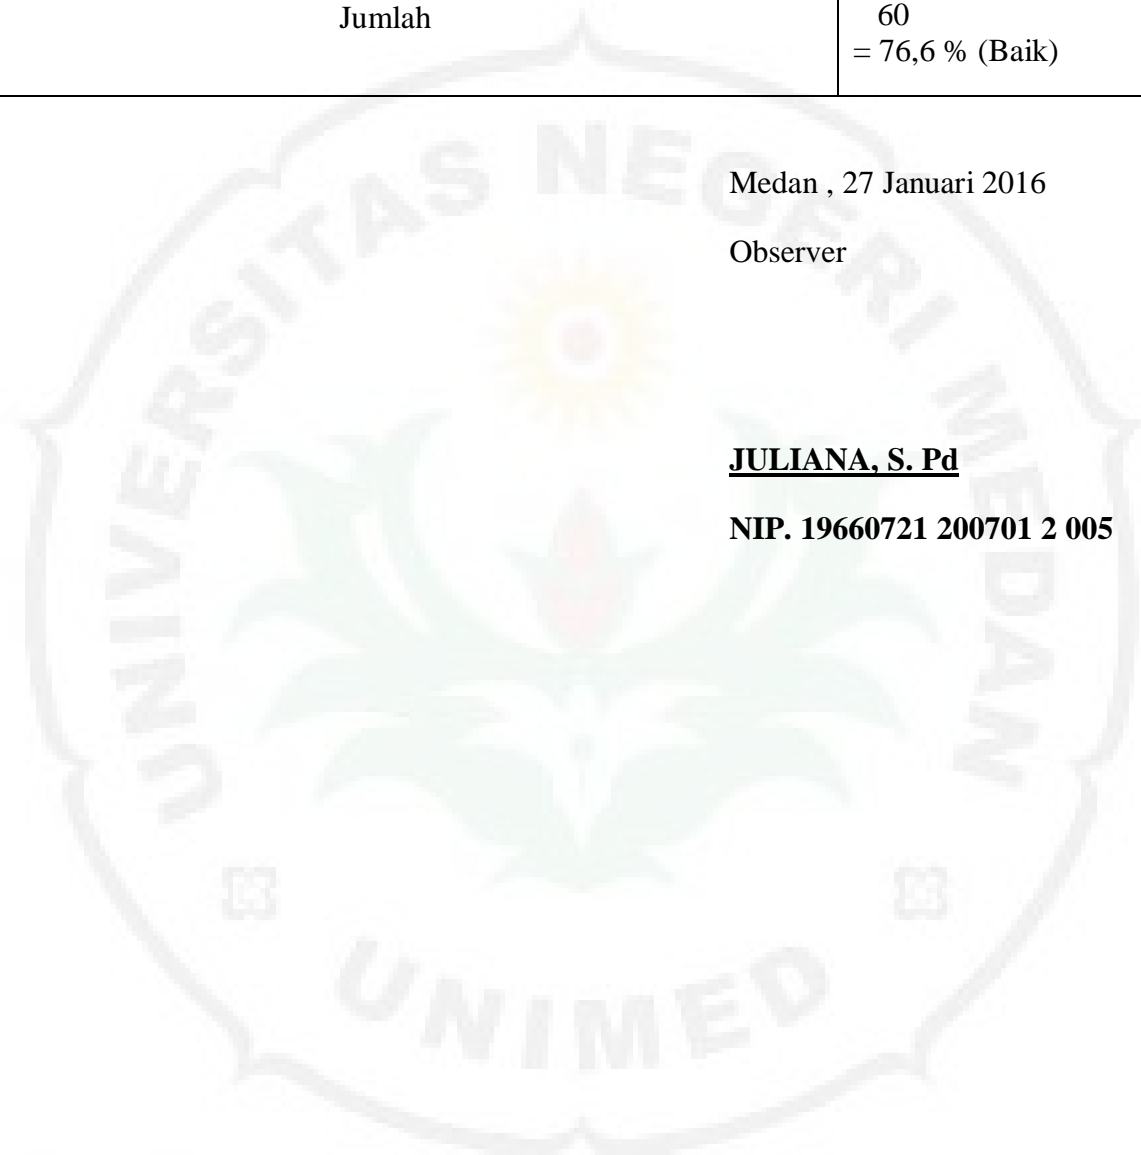 Jumlah 60
= 76,6 % (Baik)
Medan , 27 Januari 2016
Observer
JULIANA, S. Pd
NIP. 19660721 200701 2 005
UNIVERSITAS NEGERI MEDAN
UNIMED